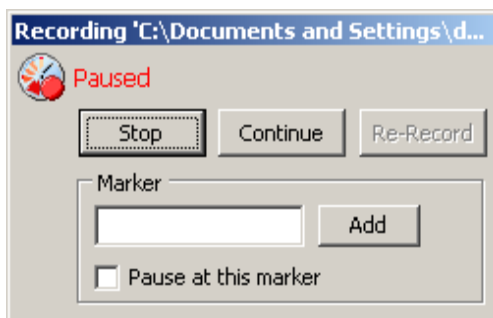 Recording 'C:\Documents and Settings\d...
Paused
Stop Continue Re-Record
Marker
Add
Pause at this marker